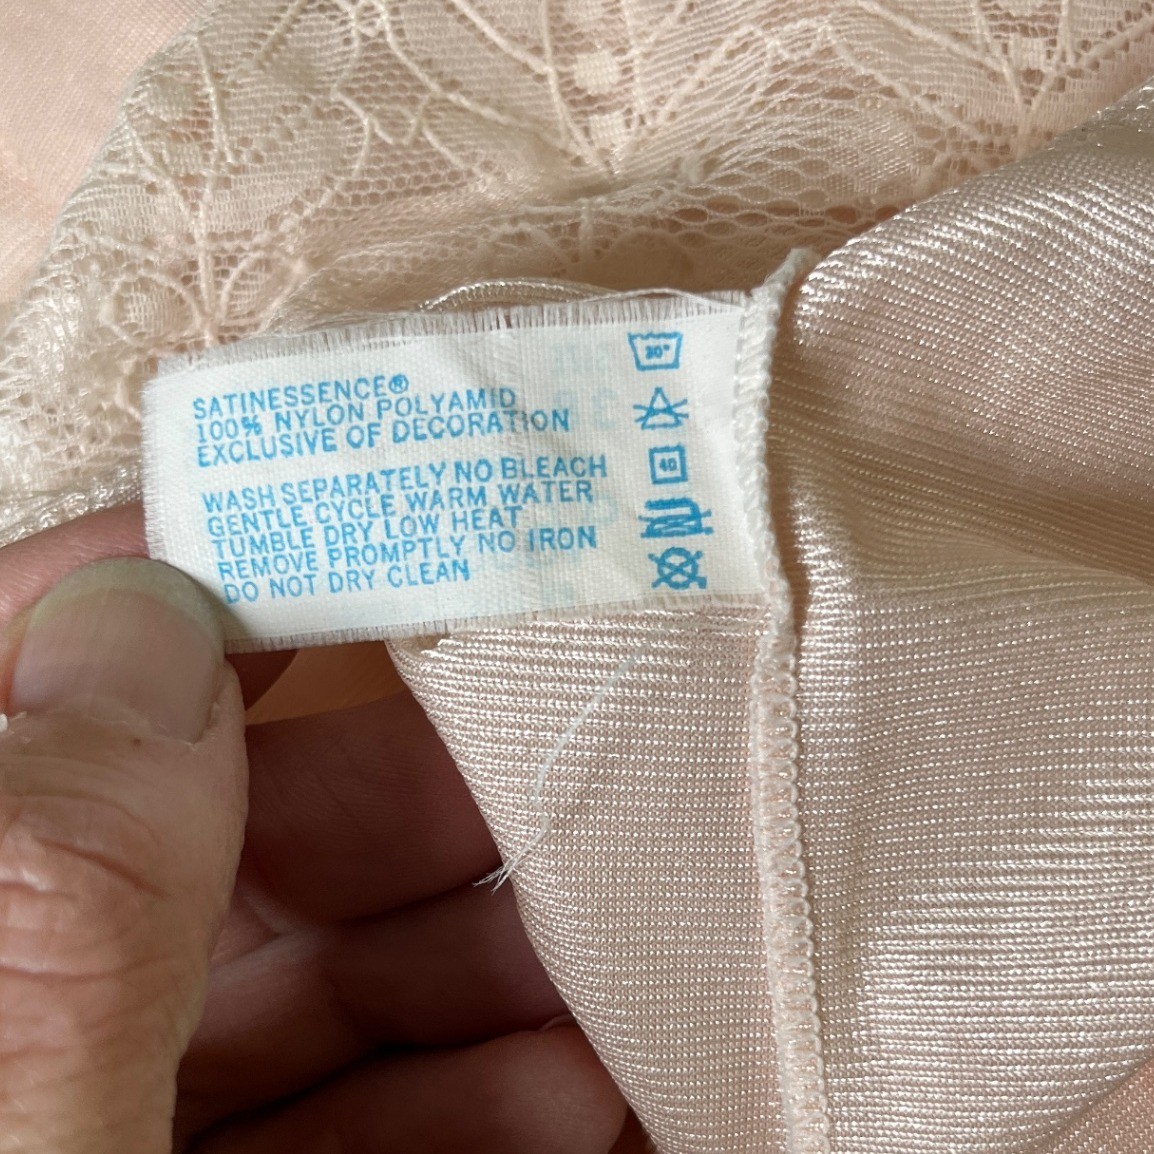 SATINESSENCE®
100% NYLON POLYAMID
EXCLUSIVE OF DECORATION
WASH SEPARATELY NO BLEACH
GENTLE CYCLE WARM WATER
TUMBLE DRY LOW HEAT
REMOVE PROMPTLY NO IRON
DO NOT DRY CLEAN
30°
40